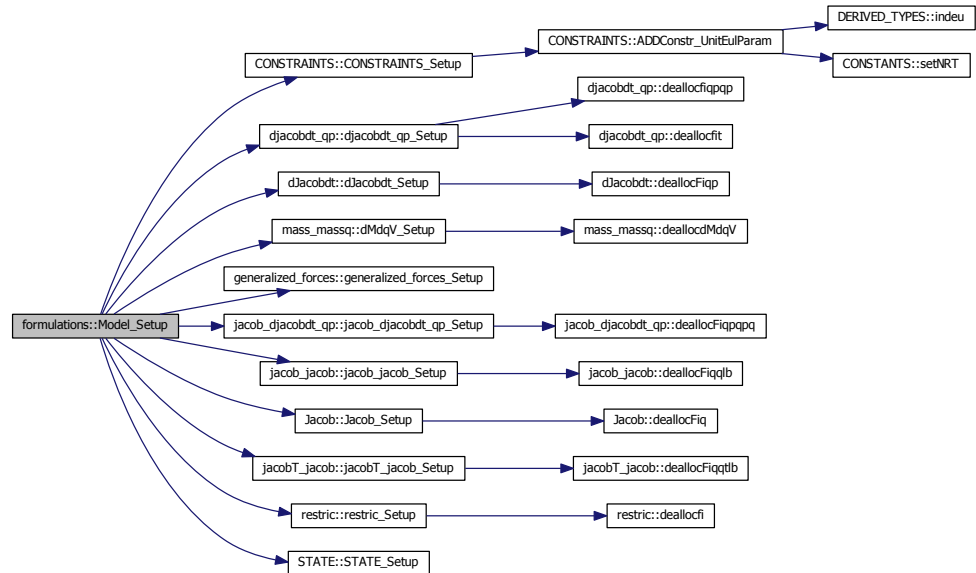 DERIVED_TYPES::indeu
CONSTRAINTS::ADDConstr_UnitEulParam
CONSTRAINTS::CONSTRAINTS_Setup
CONSTANTS::setNRT
djacobdt_qp::deallocfiqpqp
djacobdt_qp::djacobdt_qp_Setup
djacobdt_qp::deallocfit
dJacobdt::dJacobdt_Setup
dJacobdt::deallocFiqp
mass_massq::dMdqV_Setup
mass_massq::deallocdMdqV
generalized_forces::generalized_forces_Setup
formulations::Model_Setup
jacob_djacobdt_qp::jacob_djacobdt_qp_Setup
jacob_djacobdt_qp::deallocFiqpqpq
jacob_jacob::jacob_jacob_Setup
jacob_jacob::deallocFiqqlb
Jacob::Jacob_Setup
Jacob::deallocFiq
jacobT_jacob::jacobT_jacob_Setup
jacobT_jacob::deallocFiqqtlb
restric::restric_Setup
restric::deallocfi
STATE::STATE_Setup